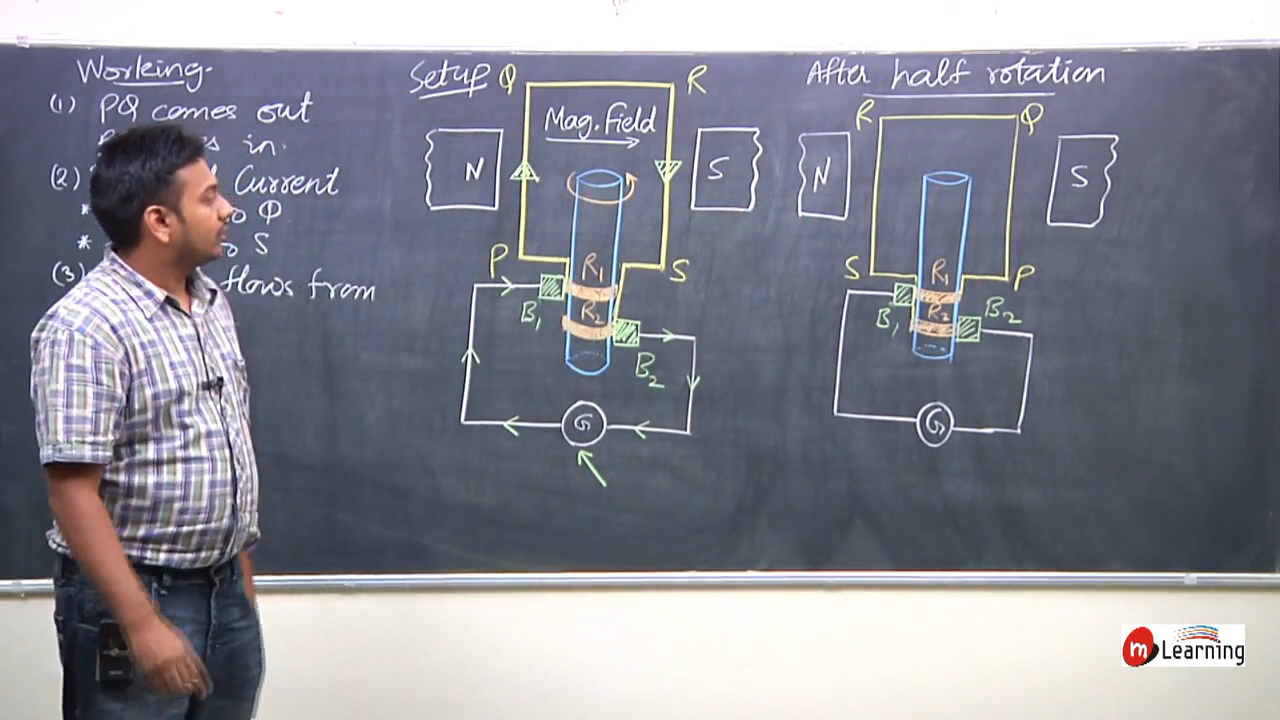 Working.
(1) PQ comes out
in.
(2) Current
* Q
* S
(3) flows from
Setup
Q R
Mag. Field
N S
P S
R1
R2
B1
B2
G
After half rotation
R Q
N S
S P
R1
R2
B1
B2
G
m Learning